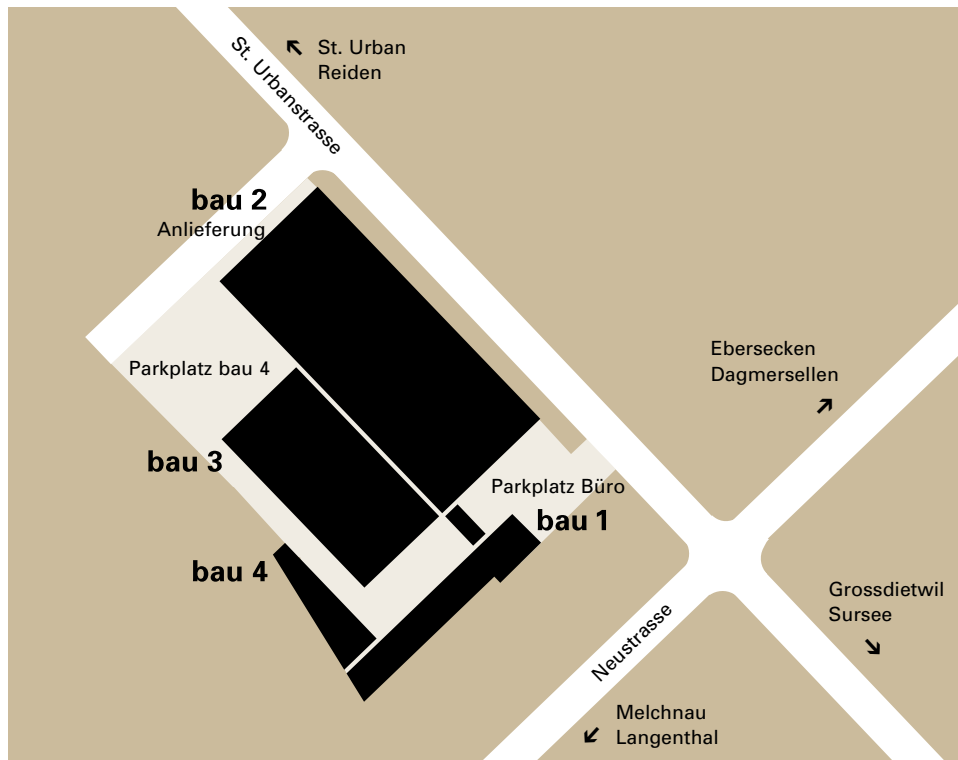 St. Urbanstrasse
St. Urban
Reiden
bau 2
Anlieferung
Parkplatz bau 4
Ebersecken
Dagmersellen
bau 3
Parkplatz Büro
bau 1
bau 4
Grossdietwil
Sursee
Neustrasse
Melchnau
Langenthal